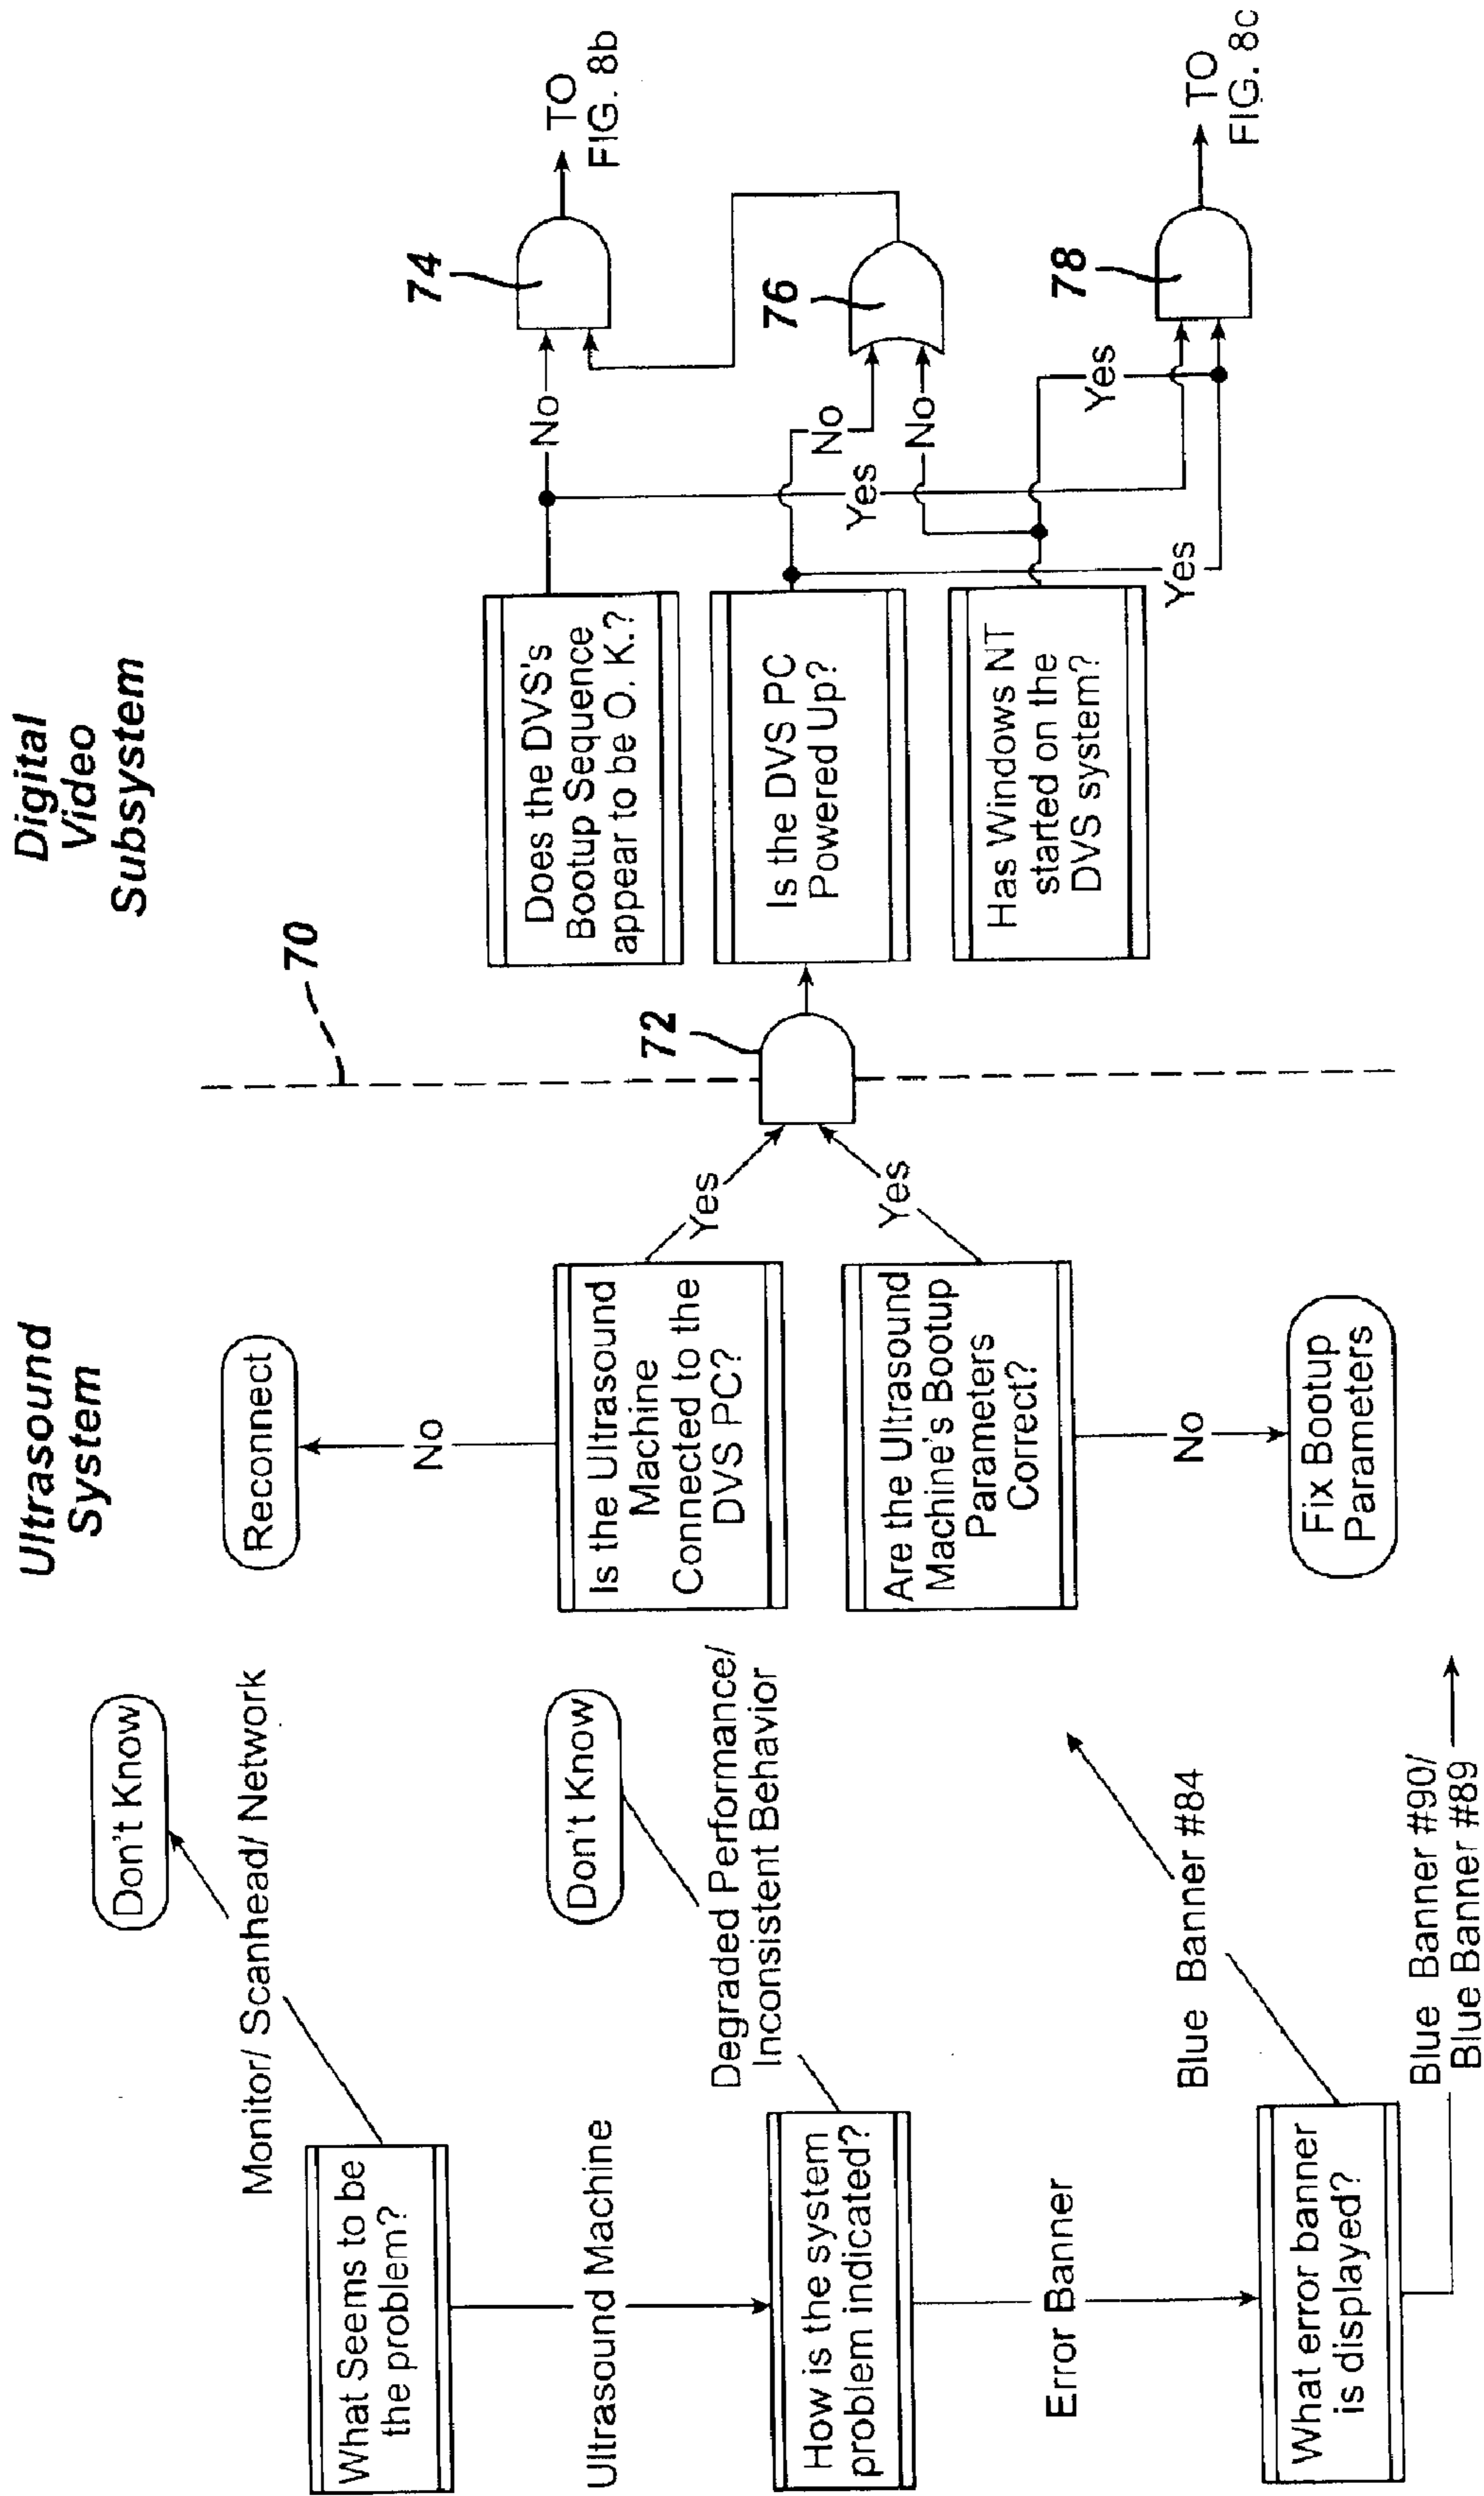 Ultrasound
System
Digital
Video
Subsystem
What Seems to be
the problem?
Monitor/ Scanhead/ Network
Don't Know
Ultrasound Machine
How is the system
problem indicated?
Degraded Performance/
Inconsistent Behavior
Don't Know
Error Banner
What error banner
is displayed?
Blue Banner #84
Blue Banner #90/
Blue Banner #89
Reconnect
No
Is the Ultrasound
Machine
Connected to the
DVS PC?
Yes
Are the Ultrasound
Machine's Bootup
Parameters
Correct?
Yes
No
Fix Bootup
Parameters
70
72
Does the DVS's
Bootup Sequence
appear to be O. K.?
Is the DVS PC
Powered Up?
Has Windows NT
started on the
DVS system?
No
Yes
No
No
Yes
Yes
74
76
78
TO
FIG. 8b
TO
FIG. 8c